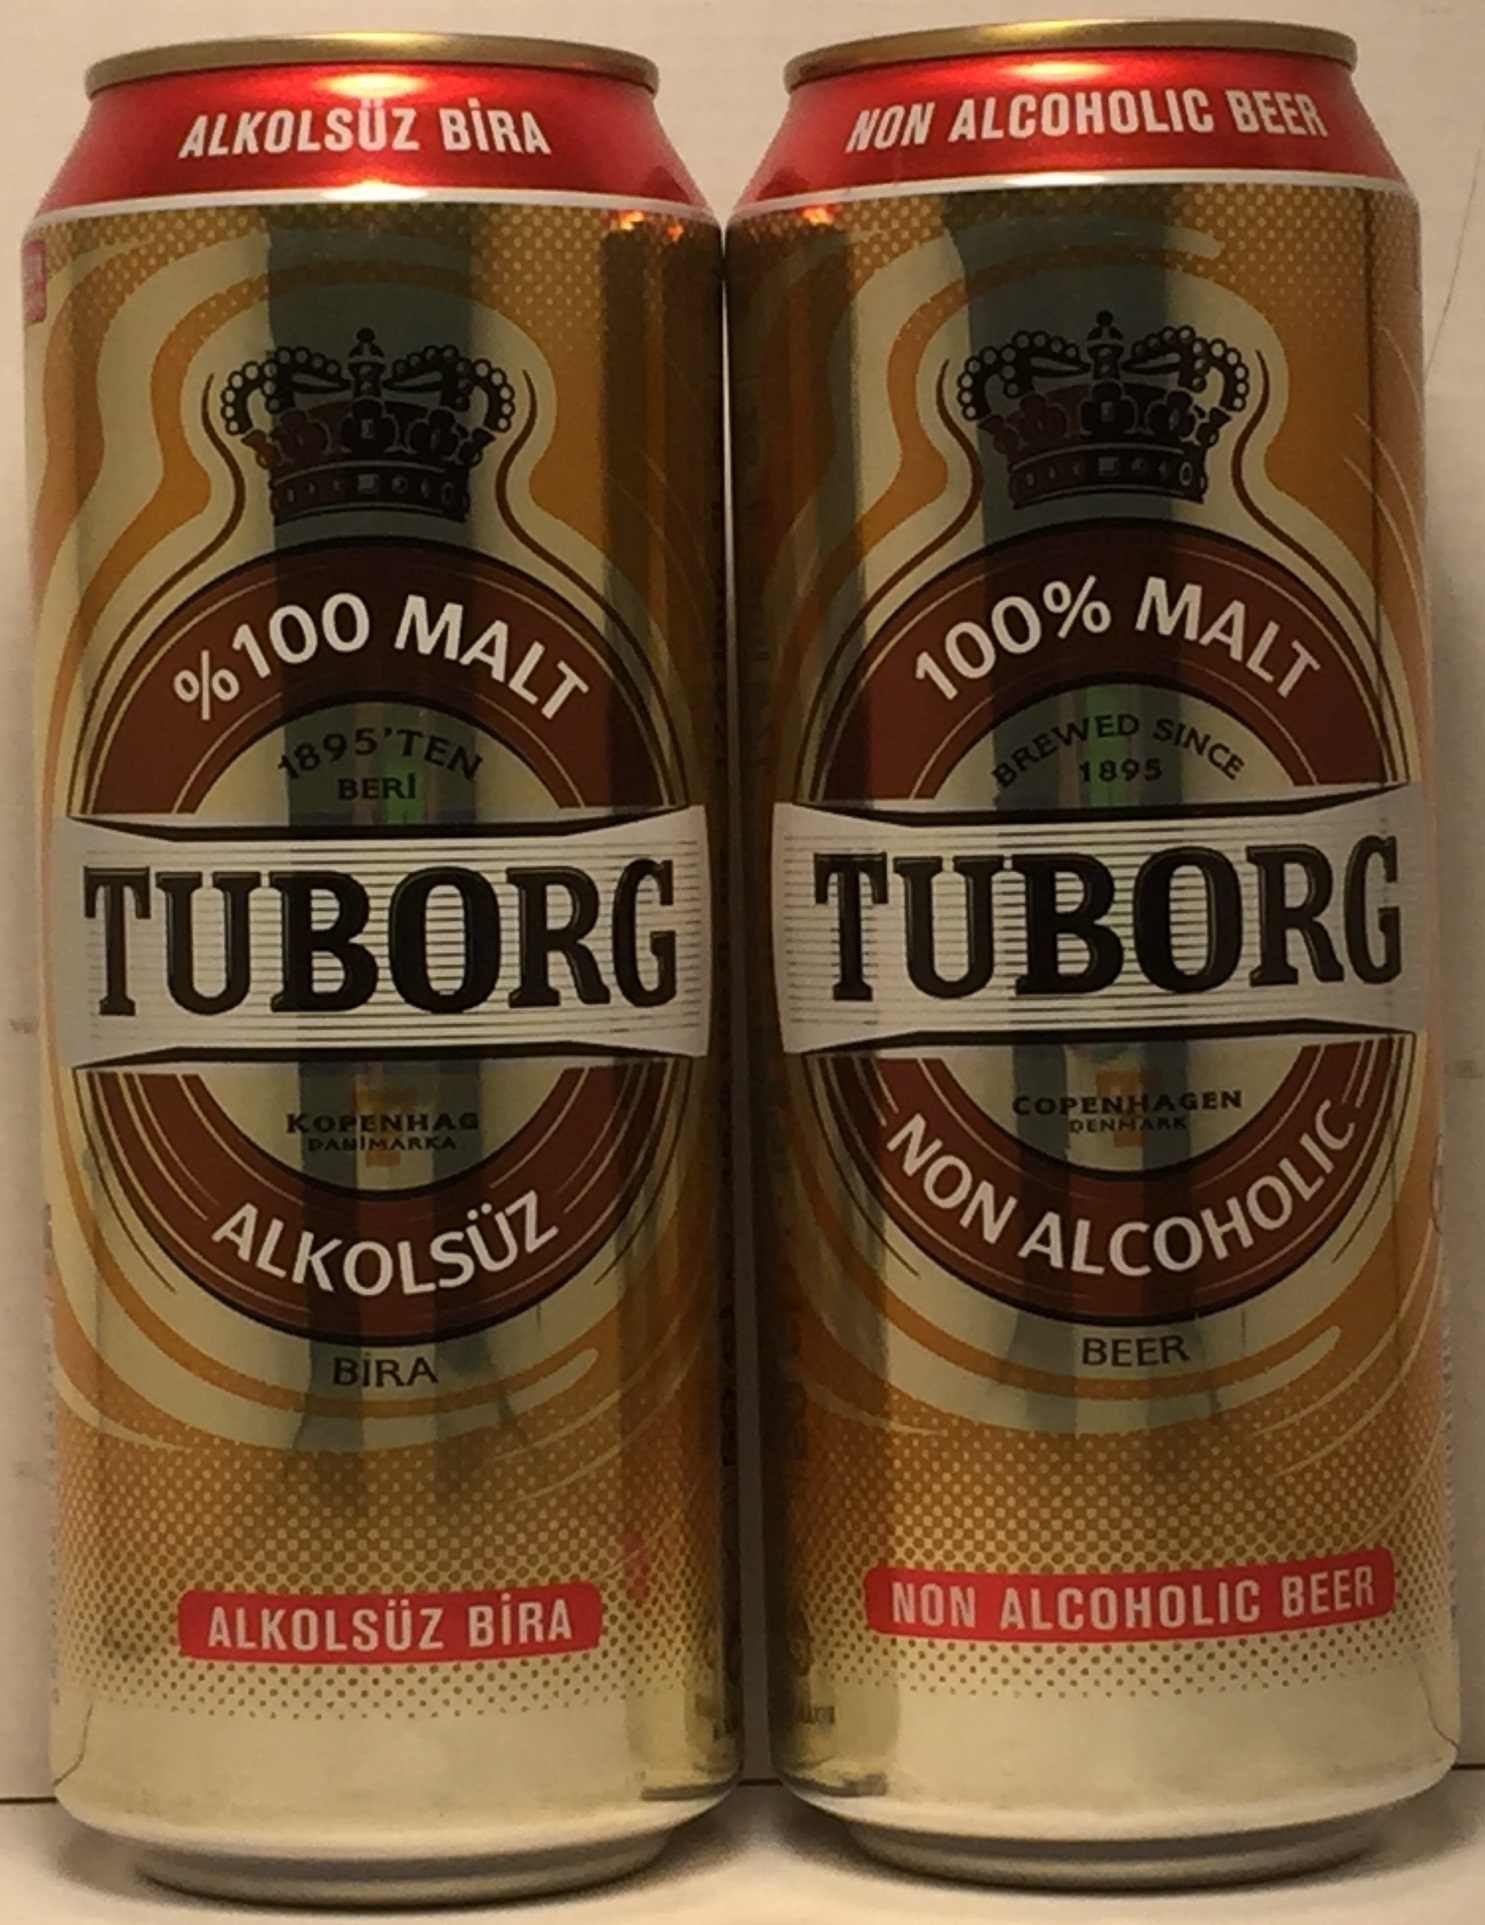 ALKOLSÜZ BİRA
%100 MALT
1895'TEN
BERİ
TUBORG
KOPENHAG
DANİMARKA
ALKOLSÜZ
BİRA
ALKOLSÜZ BİRA
NON ALCOHOLIC BEER
100% MALT
BREWED SINCE
1895
TUBORG
COPENHAGEN
DENMARK
NON ALCOHOLIC
BEER
NON ALCOHOLIC BEER